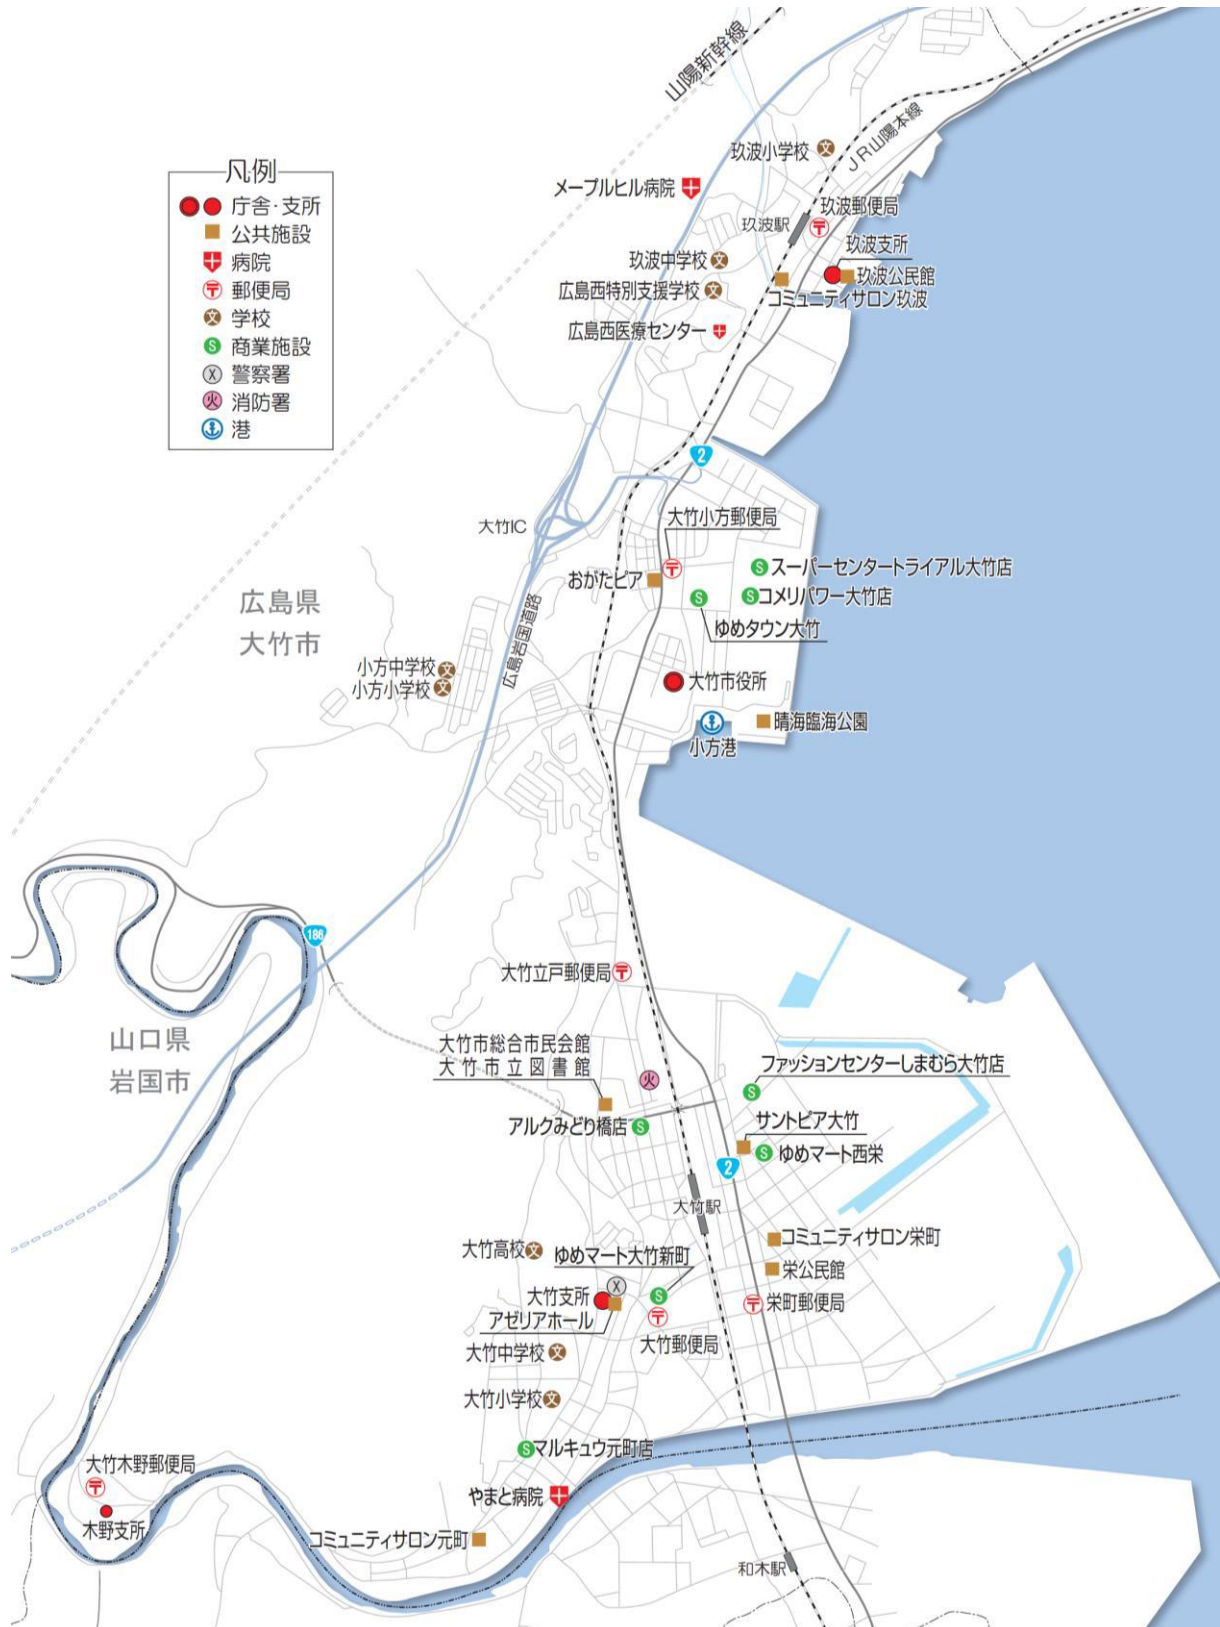 山陽新幹線
玖波小学校
JR山陽本線
凡例
庁舎・支所
公共施設
病院
郵便局
学校
商業施設
警察署
消防署
港
メープルヒル病院
玖波駅
玖波郵便局
玖波支所
玖波中学校
玖波公民館
広島西特別支援学校
コミュニティサロン玖波
広島西医療センター
2
大竹IC
大竹小方郵便局
おがたピア
スーパーセンタートライアル大竹店
コメリパワー大竹店
広島県
大竹市
ゆめタウン大竹
広島岩国道路
小方中学校
小方小学校
大竹市役所
晴海臨海公園
小方港
186
大竹立戸郵便局
山口県
岩国市
大竹市総合市民会館
大竹市立図書館
火
ファッションセンターしまむら大竹店
アルクみどり橋店
サントピア大竹
ゆめマート西栄
2
大竹駅
コミュニティサロン栄町
大竹高校
ゆめマート大竹新町
栄公民館
大竹支所
栄町郵便局
アゼリアホール
大竹郵便局
大竹中学校
大竹小学校
マルキュウ元町店
大竹木野郵便局
やまと病院
木野支所
コミュニティサロン元町
和木駅